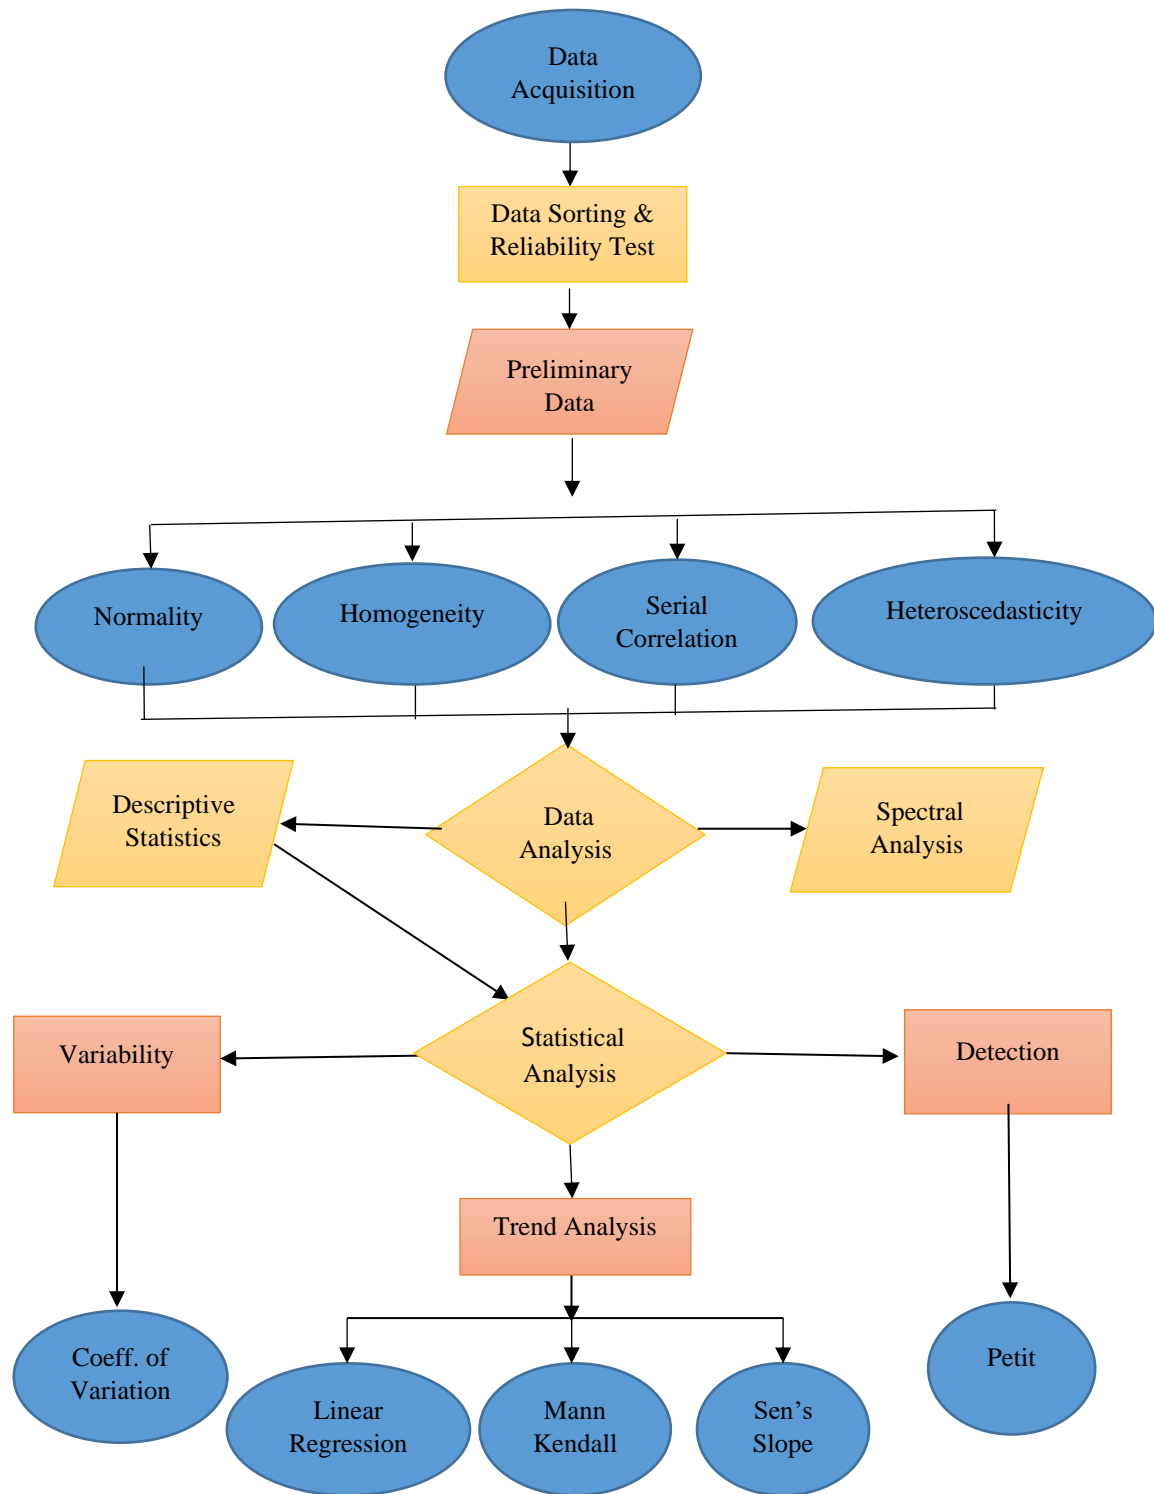 Data
Acquisition
Data Sorting &
Reliability Test
Preliminary
Data
Normality
Homogeneity
Serial
Correlation
Heteroscedasticity
Descriptive
Statistics
Data
Analysis
Spectral
Analysis
Variability
Statistical
Analysis
Detection
Trend Analysis
Coeff. of
Variation
Linear
Regression
Mann
Kendall
Sen’s
Slope
Petit